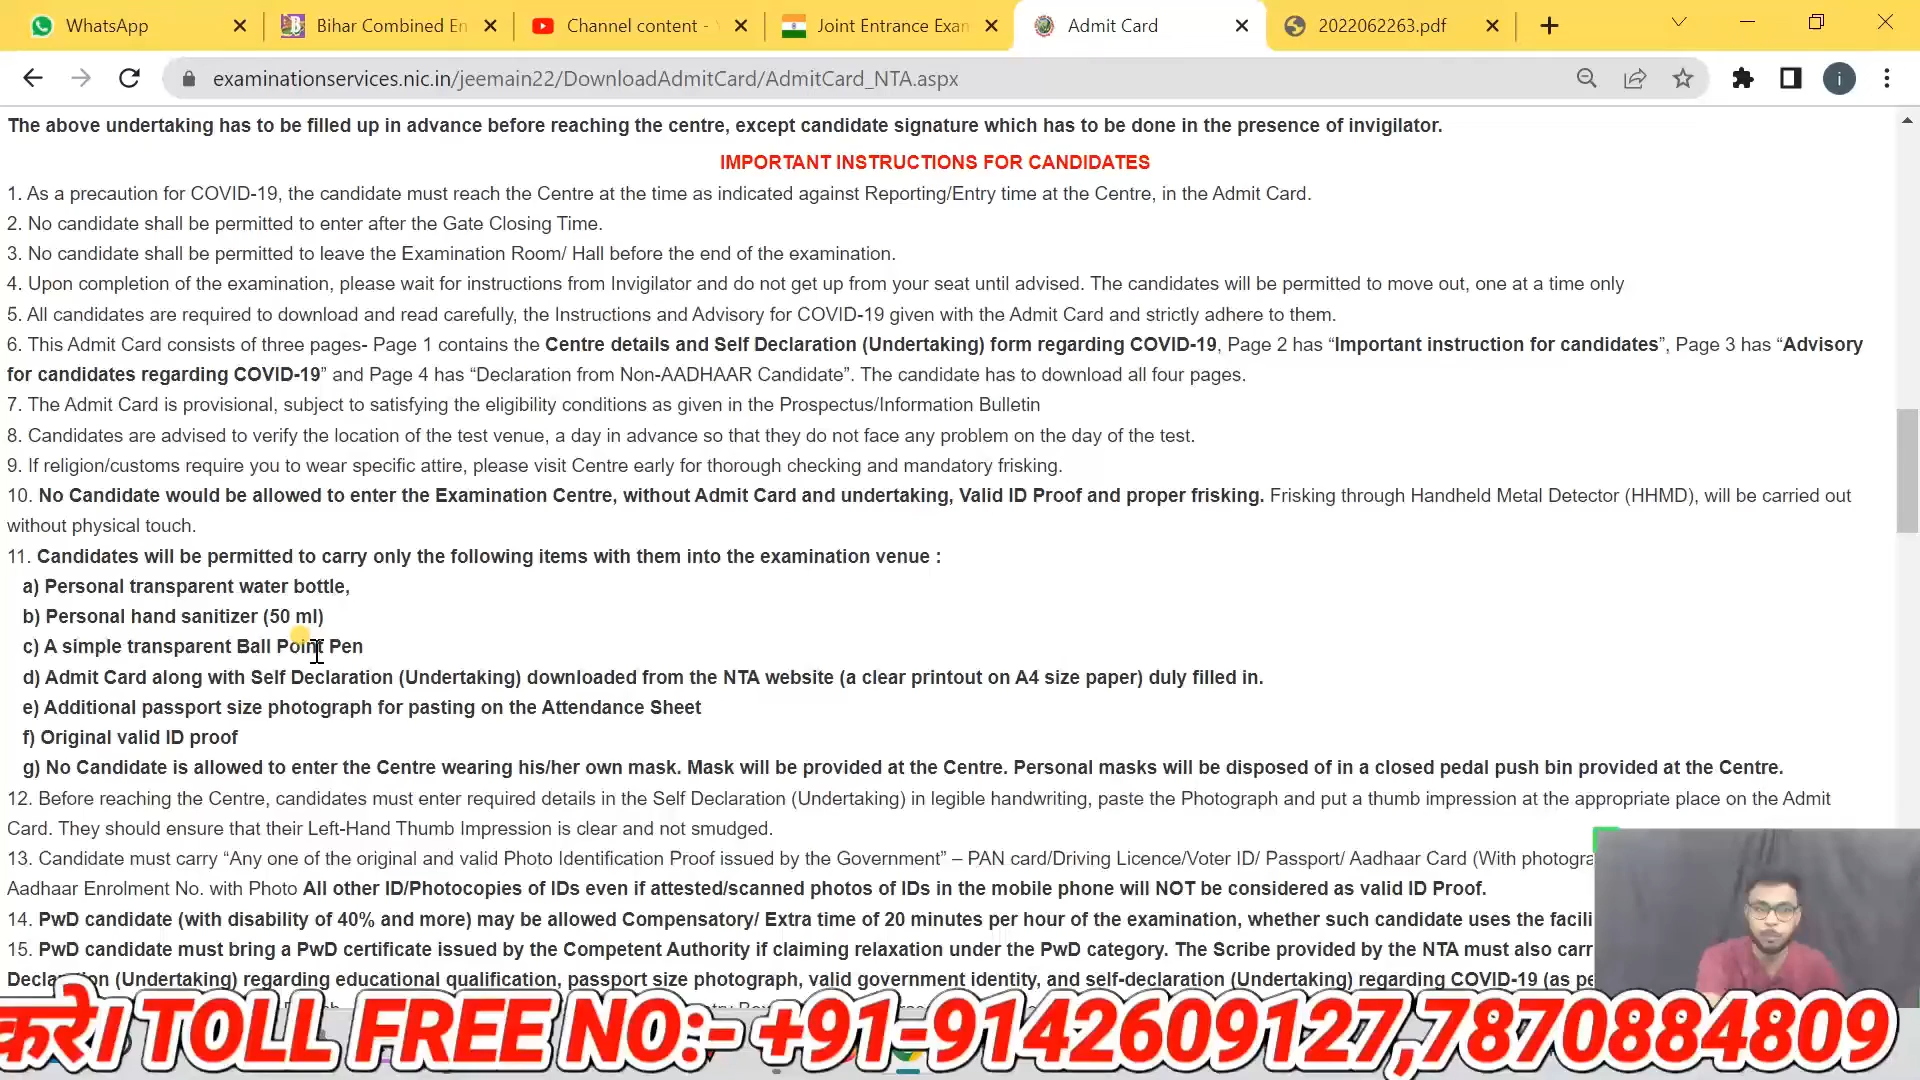 WhatsApp
Bihar Combined En
Channel content -
Joint Entrance Exan
Admit Card
2022062263.pdf
examinationservices.nic.in/jeemain22/DownloadAdmitCard/AdmitCard_NTA.aspx
i
The above undertaking has to be filled up in advance before reaching the centre, except candidate signature which has to be done in the presence of invigilator.
IMPORTANT INSTRUCTIONS FOR CANDIDATES
1. As a precaution for COVID-19, the candidate must reach the Centre at the time as indicated against Reporting/Entry time at the Centre, in the Admit Card.
2. No candidate shall be permitted to enter after the Gate Closing Time.
3. No candidate shall be permitted to leave the Examination Room/ Hall before the end of the examination.
4. Upon completion of the examination, please wait for instructions from Invigilator and do not get up from your seat until advised. The candidates will be permitted to move out, one at a time only
5. All candidates are required to download and read carefully, the Instructions and Advisory for COVID-19 given with the Admit Card and strictly adhere to them.
6. This Admit Card consists of three pages- Page 1 contains the Centre details and Self Declaration (Undertaking) form regarding COVID-19, Page 2 has “Important instruction for candidates”, Page 3 has “Advisory
for candidates regarding COVID-19” and Page 4 has “Declaration from Non-AADHAAR Candidate”. The candidate has to download all four pages.
7. The Admit Card is provisional, subject to satisfying the eligibility conditions as given in the Prospectus/Information Bulletin
8. Candidates are advised to verify the location of the test venue, a day in advance so that they do not face any problem on the day of the test.
9. If religion/customs require you to wear specific attire, please visit Centre early for thorough checking and mandatory frisking.
10. No Candidate would be allowed to enter the Examination Centre, without Admit Card and undertaking, Valid ID Proof and proper frisking. Frisking through Handheld Metal Detector (HHMD), will be carried out
without physical touch.
11. Candidates will be permitted to carry only the following items with them into the examination venue :
a) Personal transparent water bottle,
b) Personal hand sanitizer (50 ml)
c) A simple transparent Ball Point Pen
d) Admit Card along with Self Declaration (Undertaking) downloaded from the NTA website (a clear printout on A4 size paper) duly filled in.
e) Additional passport size photograph for pasting on the Attendance Sheet
f) Original valid ID proof
g) No Candidate is allowed to enter the Centre wearing his/her own mask. Mask will be provided at the Centre. Personal masks will be disposed of in a closed pedal push bin provided at the Centre.
12. Before reaching the Centre, candidates must enter required details in the Self Declaration (Undertaking) in legible handwriting, paste the Photograph and put a thumb impression at the appropriate place on the Admit
Card. They should ensure that their Left-Hand Thumb Impression is clear and not smudged.
13. Candidate must carry “Any one of the original and valid Photo Identification Proof issued by the Government” – PAN card/Driving Licence/Voter ID/ Passport/ Aadhaar Card (With photogra
Aadhaar Enrolment No. with Photo All other ID/Photocopies of IDs even if attested/scanned photos of IDs in the mobile phone will NOT be considered as valid ID Proof.
14. PwD candidate (with disability of 40% and more) may be allowed Compensatory/ Extra time of 20 minutes per hour of the examination, whether such candidate uses the facili
15. PwD candidate must bring a PwD certificate issued by the Competent Authority if claiming relaxation under the PwD category. The Scribe provided by the NTA must also carr
Declaration (Undertaking) regarding educational qualification, passport size photograph, valid government identity, and self-declaration (Undertaking) regarding COVID-19 (as pe
करे। TOLL FREE NO:- +91-9142609127,7870884809